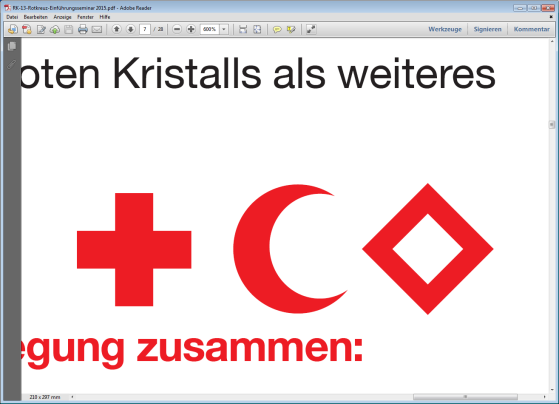 RK-13-Rotkreuz-Einführungsseminar 2015.pdf - Adobe Reader
Datei Bearbeiten Anzeige Fenster Hilfe
7 / 28 600% Werkzeuge Signieren Kommentar
oten Kristalls als weiteres
egung zusammen:
210 x 297 mm